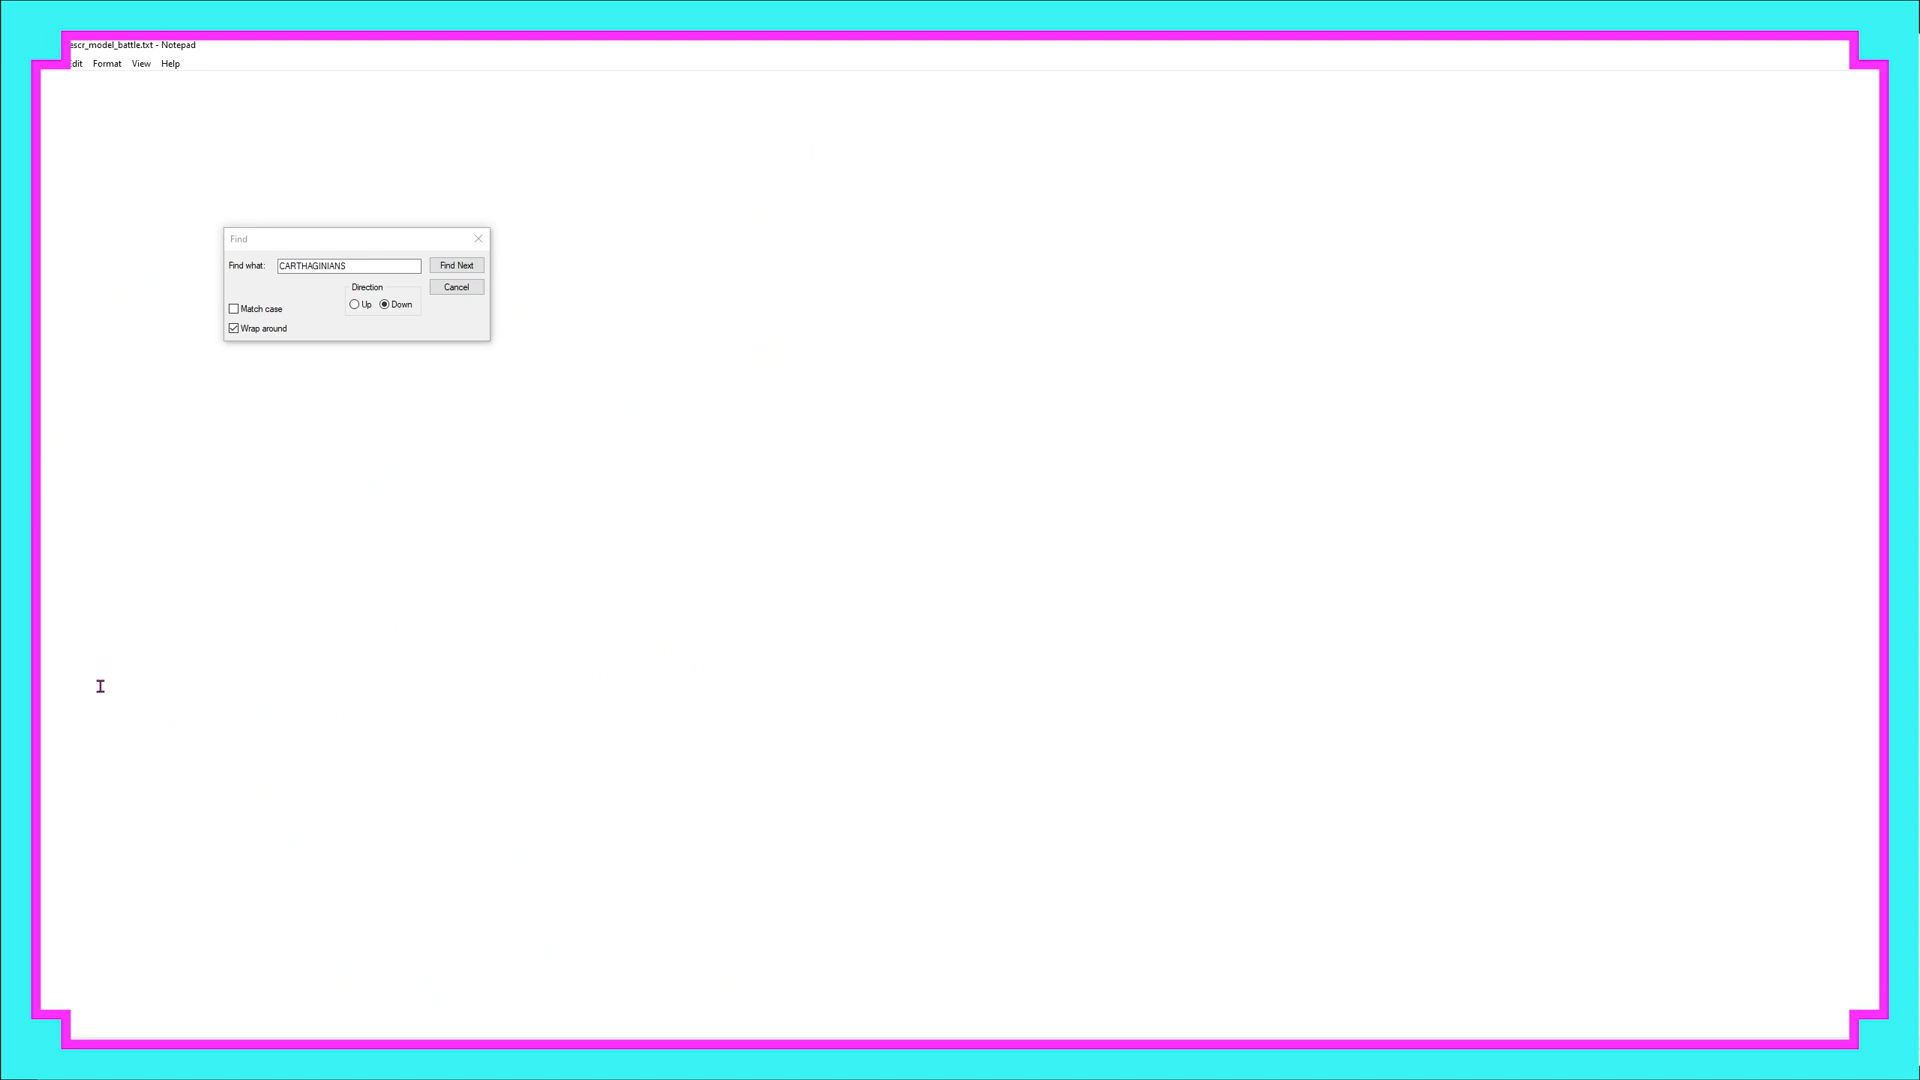 escr_model_battle.txt - Notepad
dit Format View Help
Find
Find what: CARTHAGINIANS Find Next
Direction Cancel
Up Down
Match case
Wrap around